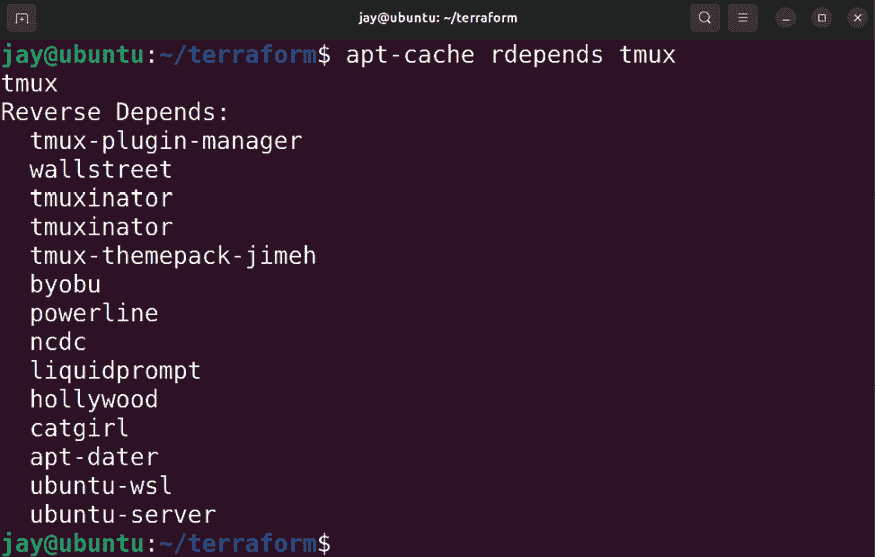 jay@ubuntu: ~/terraform
jay@ubuntu:~/terraform$ apt-cache rdepends tmux
tmux
Reverse Depends:
  tmux-plugin-manager
  wallstreet
  tmuxinator
  tmuxinator
  tmux-themepack-jimeh
  byobu
  powerline
  ncdc
  liquidprompt
  hollywood
  catgirl
  apt-dater
  ubuntu-wsl
  ubuntu-server
jay@ubuntu:~/terraform$